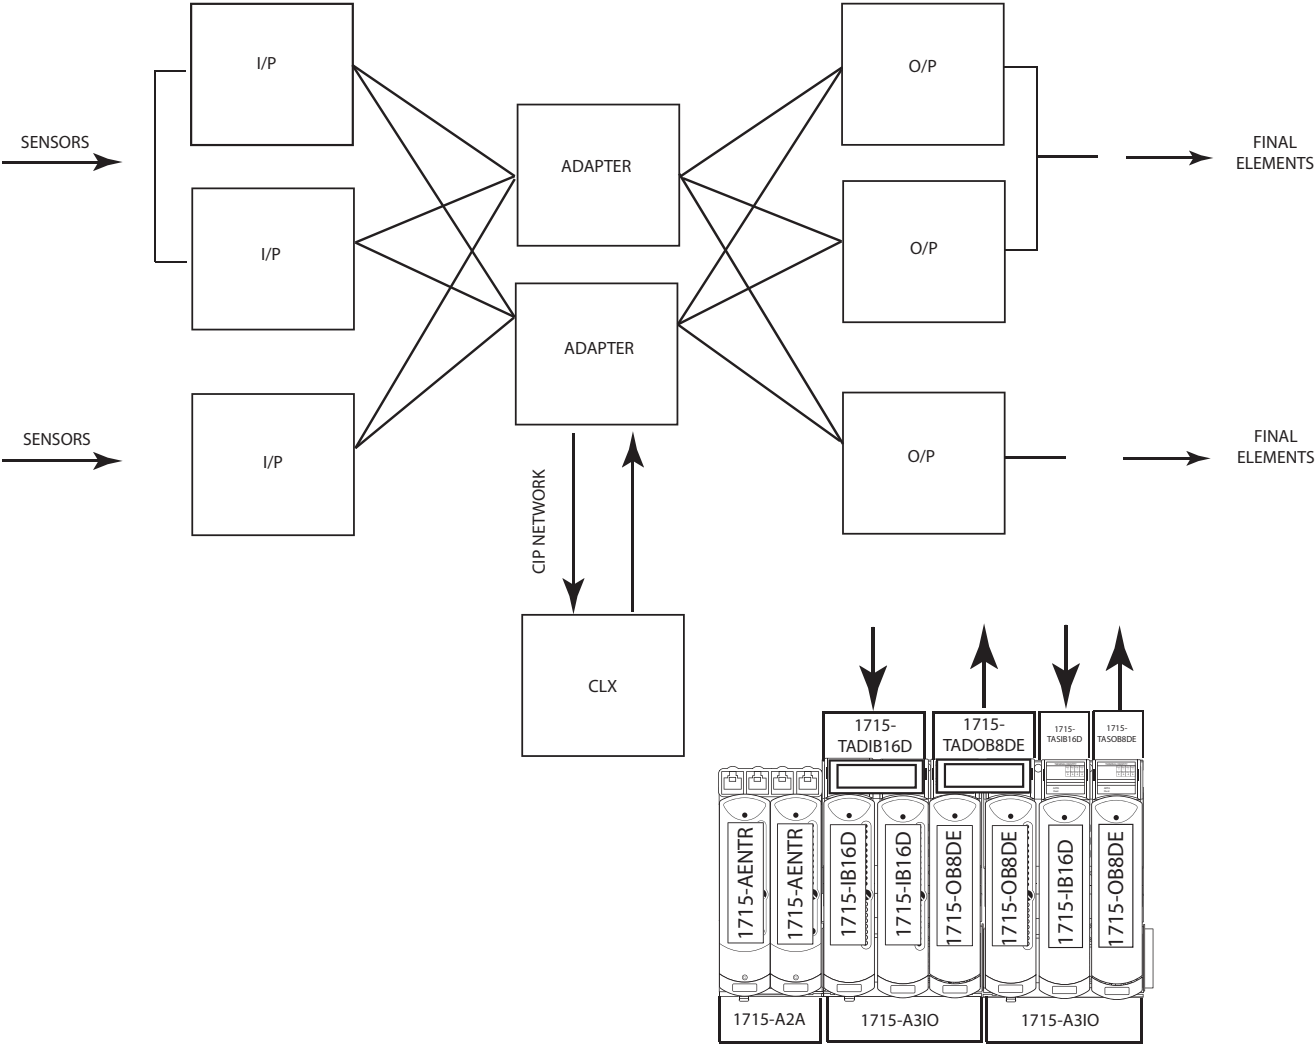 I/P
O/P
SENSORS
ADAPTER
FINAL
ELEMENTS
I/P
O/P
ADAPTER
SENSORS
I/P
O/P
FINAL
ELEMENTS
CIP NETWORK
CLX
1715-
TADIB16D
1715-
TADOB8DE
1715-
TASIB16D
1715-
TASOB8DE
1715-AENTR
1715-AENTR
1715-IB16D
1715-IB16D
1715-OB8DE
1715-OB8DE
1715-IB16D
1715-OB8DE
1715-A2A
1715-A3IO
1715-A3IO